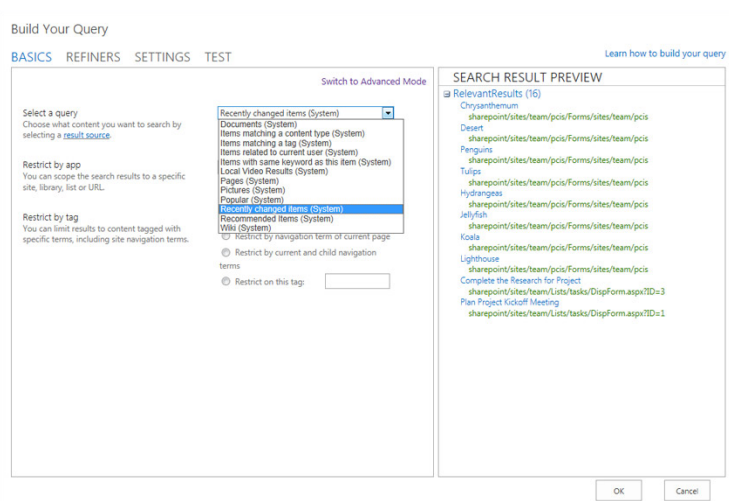 Build Your Query
BASICS REFINERS SETTINGS TEST
Learn how to build your query
Switch to Advanced Mode
Select a query
Choose what content you want to search by
selecting a result source.
Restrict by app
You can scope the search results to a specific
site, library, list or URL.
Restrict by tag
You can limit results to content tagged with
specific terms, including site navigation terms.
Recently changed items (System)
Documents (System)
Items matching a content type (System)
Items matching a tag (System)
Items related to current user (System)
Items with same keyword as this item (System)
Local Video Results (System)
Pages (System)
Pictures (System)
Popular (System)
Recently changed items (System)
Recommended Items (System)
Wiki (System)
Restrict by navigation term of current page
Restrict by current and child navigation
terms
Restrict on this tag:
SEARCH RESULT PREVIEW
RelevantResults (16)
Chrysanthemum
sharepoint/sites/team/pcis/Forms/sites/team/pcis
Desert
sharepoint/sites/team/pcis/Forms/sites/team/pcis
Penguins
sharepoint/sites/team/pcis/Forms/sites/team/pcis
Tulips
sharepoint/sites/team/pcis/Forms/sites/team/pcis
Hydrangeas
sharepoint/sites/team/pcis/Forms/sites/team/pcis
Jellyfish
sharepoint/sites/team/pcis/Forms/sites/team/pcis
Koala
sharepoint/sites/team/pcis/Forms/sites/team/pcis
Lighthouse
sharepoint/sites/team/pcis/Forms/sites/team/pcis
Complete the Research for Project
sharepoint/sites/team/Lists/tasks/DispForm.aspx?ID=3
Plan Project Kickoff Meeting
sharepoint/sites/team/Lists/tasks/DispForm.aspx?ID=1
OK Cancel